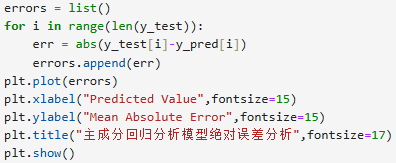 errors = list()
for i in range(len(y_test)):
    err = abs(y_test[i]-y_pred[i])
    errors.append(err)
plt.plot(errors)
plt.xlabel("Predicted Value",fontsize=15)
plt.ylabel("Mean Absolute Error",fontsize=15)
plt.title("主成分回归分析模型绝对误差分析",fontsize=17)
plt.show()